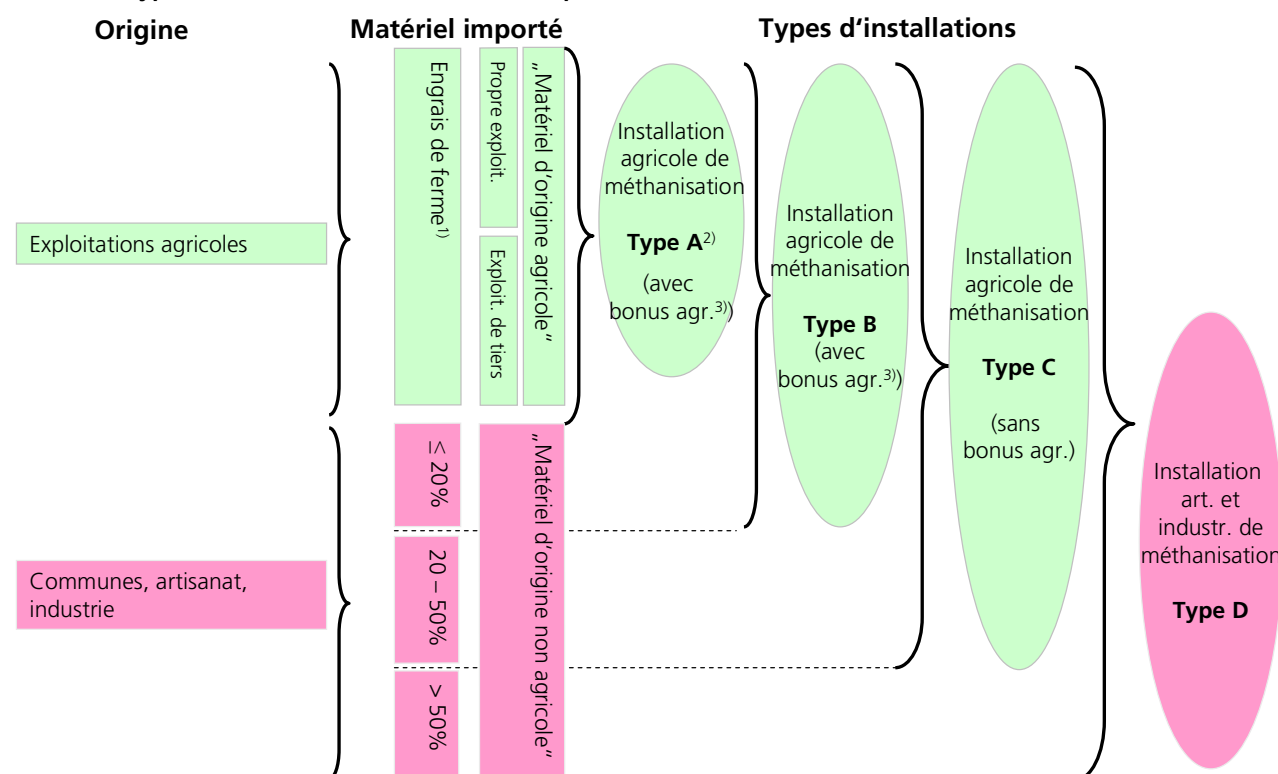 Origine
Matériel importé
Types d‘installations
Exploitations agricoles
Communes, artisanat,
industrie
Engrais de ferme1)
Propre exploit.
Exploit. de tiers
„Matériel d‘origine agricole“
≤ 20%
20 – 50%
> 50%
„Matériel d‘origine non agricole“
Installation
agricole de
méthanisation
Type A2)
(avec
bonus agr.3))
Installation
agricole de
méthanisation
Type B
(avec
bonus agr.3))
Installation
agricole de
méthanisation
Type C
(sans
bonus agr.)
Installation
art. et
industr. de
méthanisation
Type D